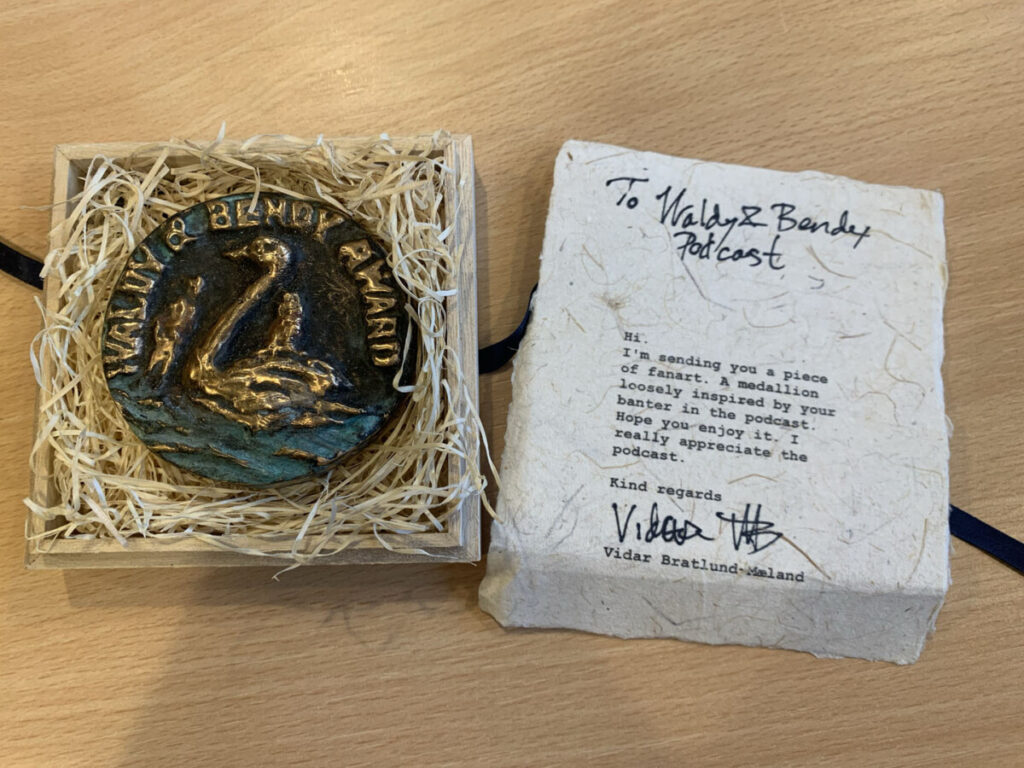 WALDY & BENDY AWARD
To Waldy & Bendy
Podcast
Hi.
I'm sending you a piece
of fanart. A medallion
loosely inspired by your
banter in the podcast.
Hope you enjoy it. I
really appreciate the
podcast.
Kind regards
Vidar
Vidar Bratlund-Mæland